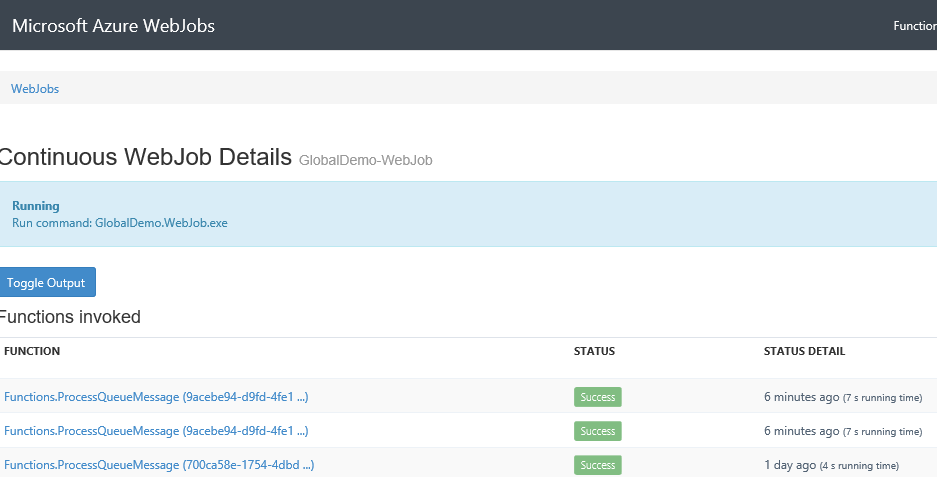 Microsoft Azure WebJobs
Function
WebJobs
Continuous WebJob Details GlobalDemo-WebJob
Running
Run command: GlobalDemo.WebJob.exe
Toggle Output
Functions invoked
FUNCTION STATUS STATUS DETAIL
Functions.ProcessQueueMessage (9acebe94-d9fd-4fe1 ...) Success 6 minutes ago (7 s running time)
Functions.ProcessQueueMessage (9acebe94-d9fd-4fe1 ...) Success 6 minutes ago (7 s running time)
Functions.ProcessQueueMessage (700ca58e-1754-4dbd ...) Success 1 day ago (4 s running time)